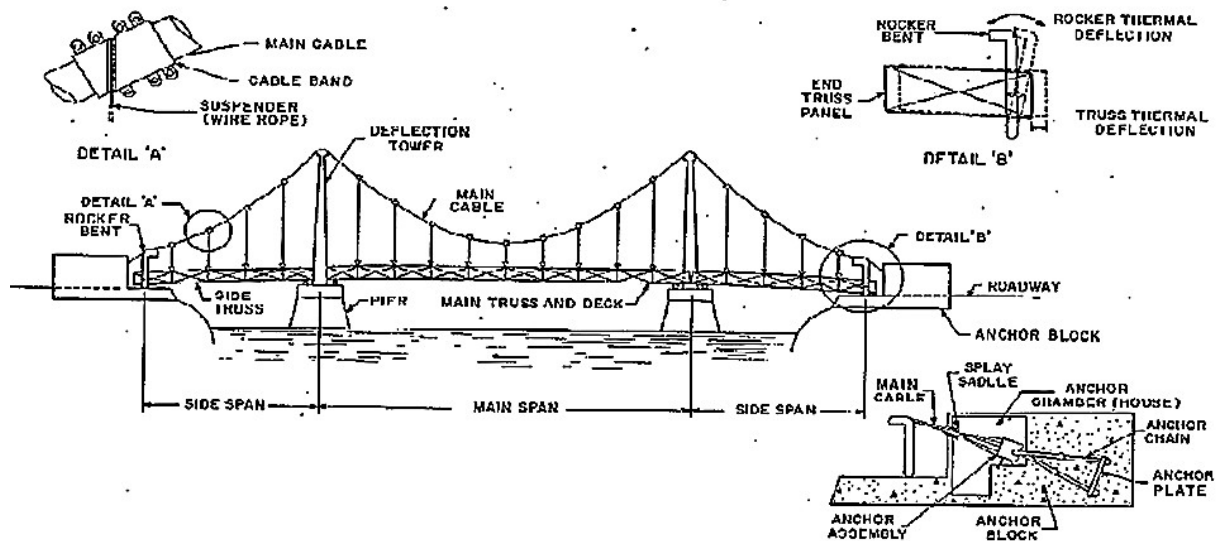 MAIN CABLE
CABLE BAND
SUSPENDER
(WIRE ROPE)
DETAIL 'A'
ROCKER
BENT
ROCKER THERMAL
DEFLECTION
END
TRUSS
PANEL
TRUSS THERMAL
DEFLECTION
DETAIL 'B'
DEFLECTION
TOWER
DETAIL 'A'
ROCKER
BENT
MAIN
CABLE
DETAIL 'B'
SIDE
TRUSS
PIER
MAIN TRUSS AND DECK
ROADWAY
ANCHOR BLOCK
SIDE SPAN
MAIN SPAN
SIDE SPAN
MAIN
CABLE
SPLAY
SADLLE
ANCHOR
CHAMBER (HOUSE)
ANCHOR
CHAIN
ANCHOR
PLATE
ANCHOR
ASSEMBLY
ANCHOR
BLOCK